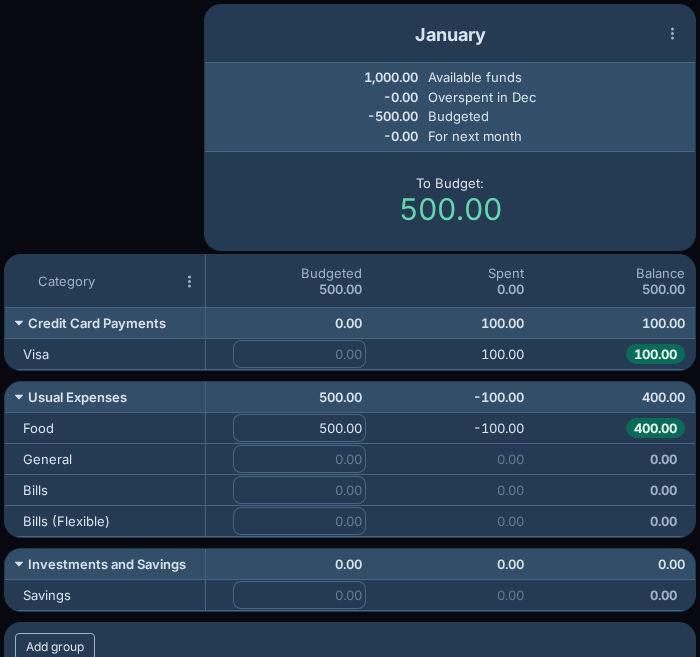 January
1,000.00 Available funds
-0.00 Overspent in Dec
-500.00 Budgeted
-0.00 For next month
To Budget:
500.00
Category Budgeted Spent Balance
500.00 0.00 500.00
Credit Card Payments 0.00 100.00 100.00
Visa 0.00 100.00 100.00
Usual Expenses 500.00 -100.00 400.00
Food 500.00 -100.00 400.00
General 0.00 0.00 0.00
Bills 0.00 0.00 0.00
Bills (Flexible) 0.00 0.00 0.00
Investments and Savings 0.00 0.00 0.00
Savings 0.00 0.00 0.00
Add group